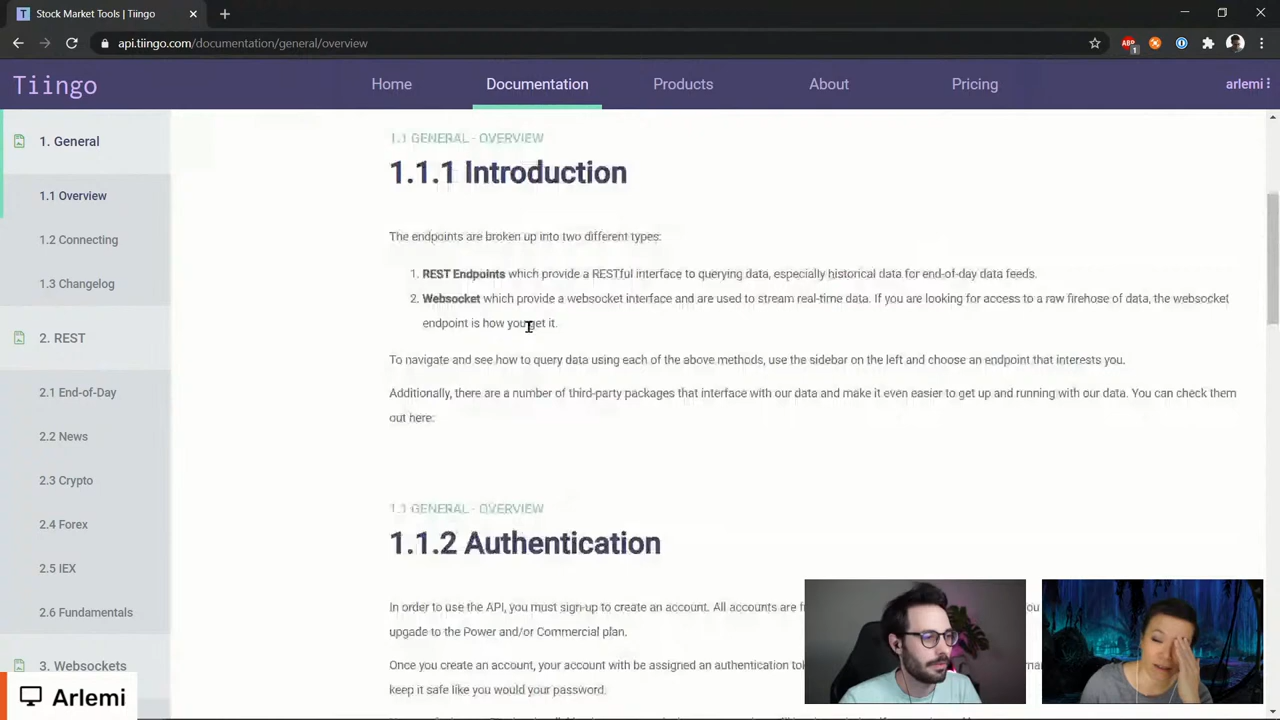 Stock Market Tools | Tiingo
api.tiingo.com/documentation/general/overview
ABP
1
Tiingo
Home
Documentation
Products
About
Pricing
arlemi
1. General
1.1 Overview
1.2 Connecting
1.3 Changelog
2. REST
2.1 End-of-Day
2.2 News
2.3 Crypto
2.4 Forex
2.5 IEX
2.6 Fundamentals
3. Websockets
1.1 GENERAL - OVERVIEW
1.1.1 Introduction
The endpoints are broken up into two different types:
1. REST Endpoints which provide a RESTful interface to querying data, especially historical data for end-of-day data feeds.
2. Websocket which provide a websocket interface and are used to stream real-time data. If you are looking for access to a raw firehose of data, the websocket
endpoint is how you get it.
To navigate and see how to query data using each of the above methods, use the sidebar on the left and choose an endpoint that interests you.
Additionally, there are a number of third-party packages that interface with our data and make it even easier to get up and running with our data. You can check them
out here:
1.1 GENERAL - OVERVIEW
1.1.2 Authentication
In order to use the API, you must sign-up to create an account. All accounts are
upgade to the Power and/or Commercial plan.
Once you create an account, your account with be assigned an authentication
keep it safe like you would your password.
Arlemi